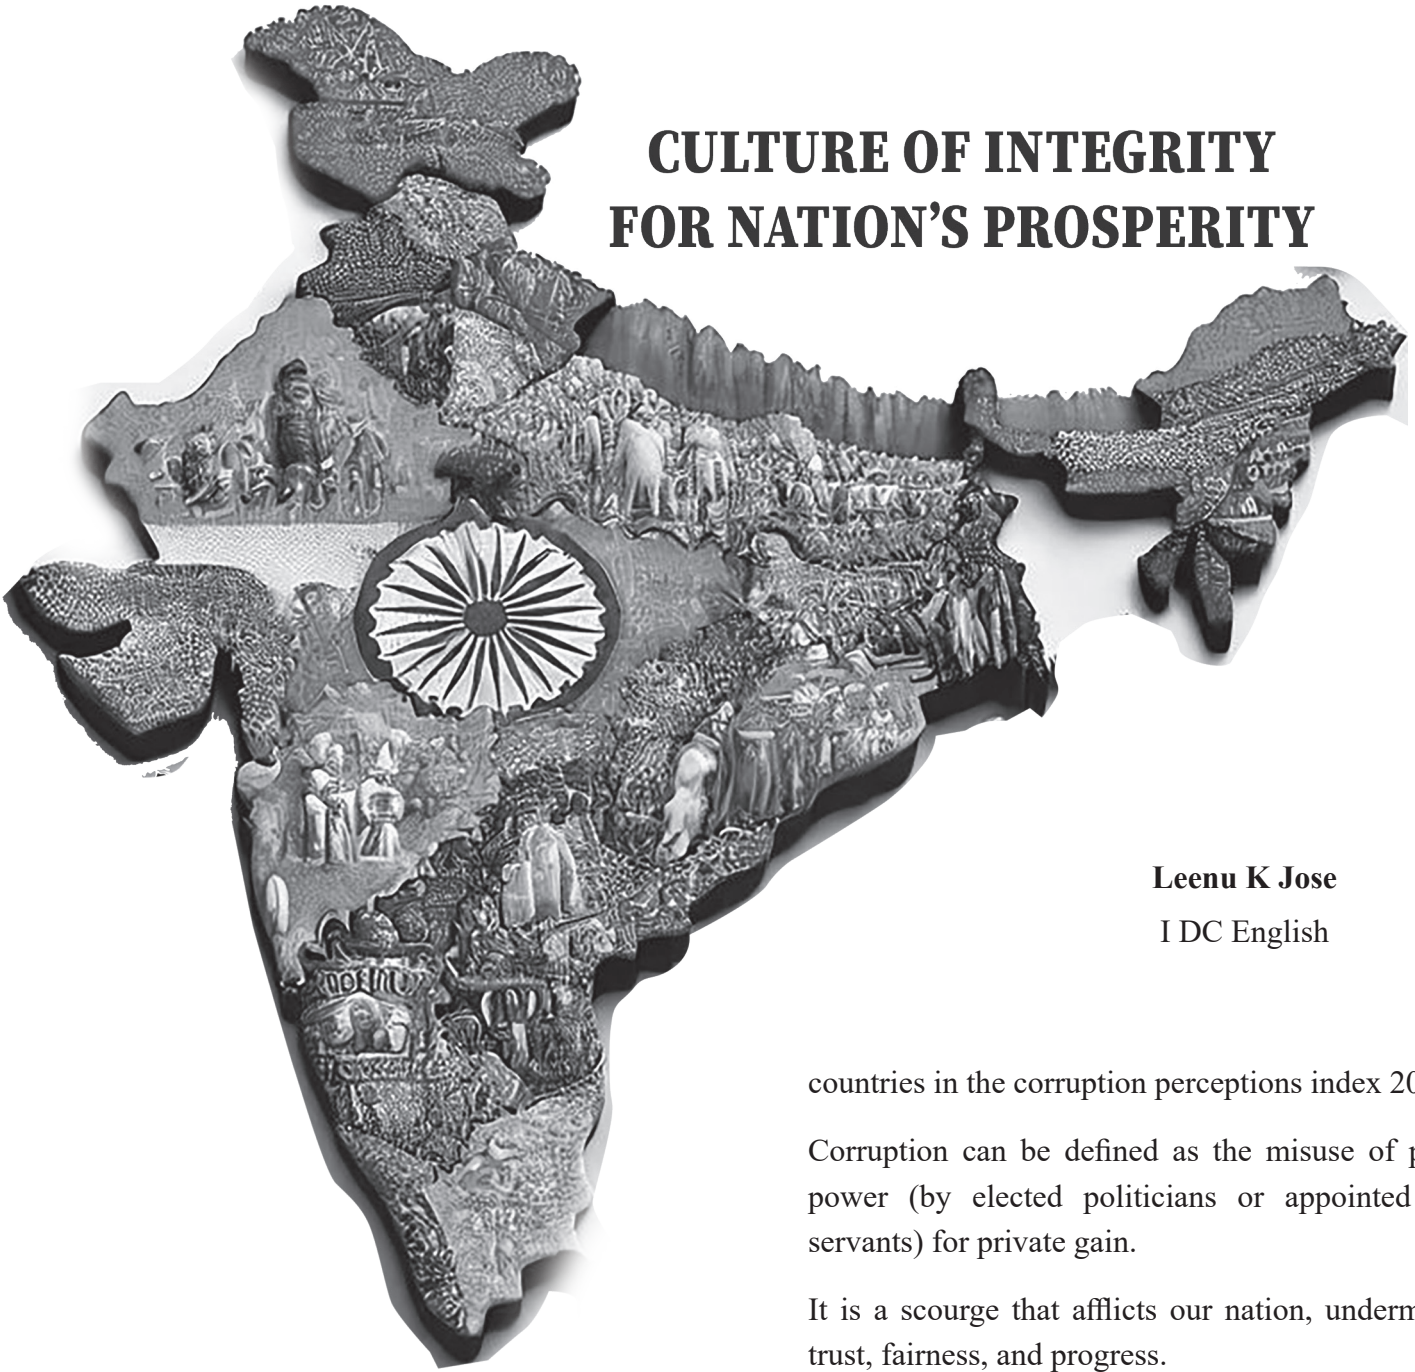 CULTURE OF INTEGRITY
FOR NATION’S PROSPERITY
Leenu K Jose
I DC English
countries in the corruption perceptions index
Corruption can be defined as the misuse of
power (by elected politicians or appointed
servants) for private gain.
It is a scourge that afflicts our nation,
trust, fairness, and progress.